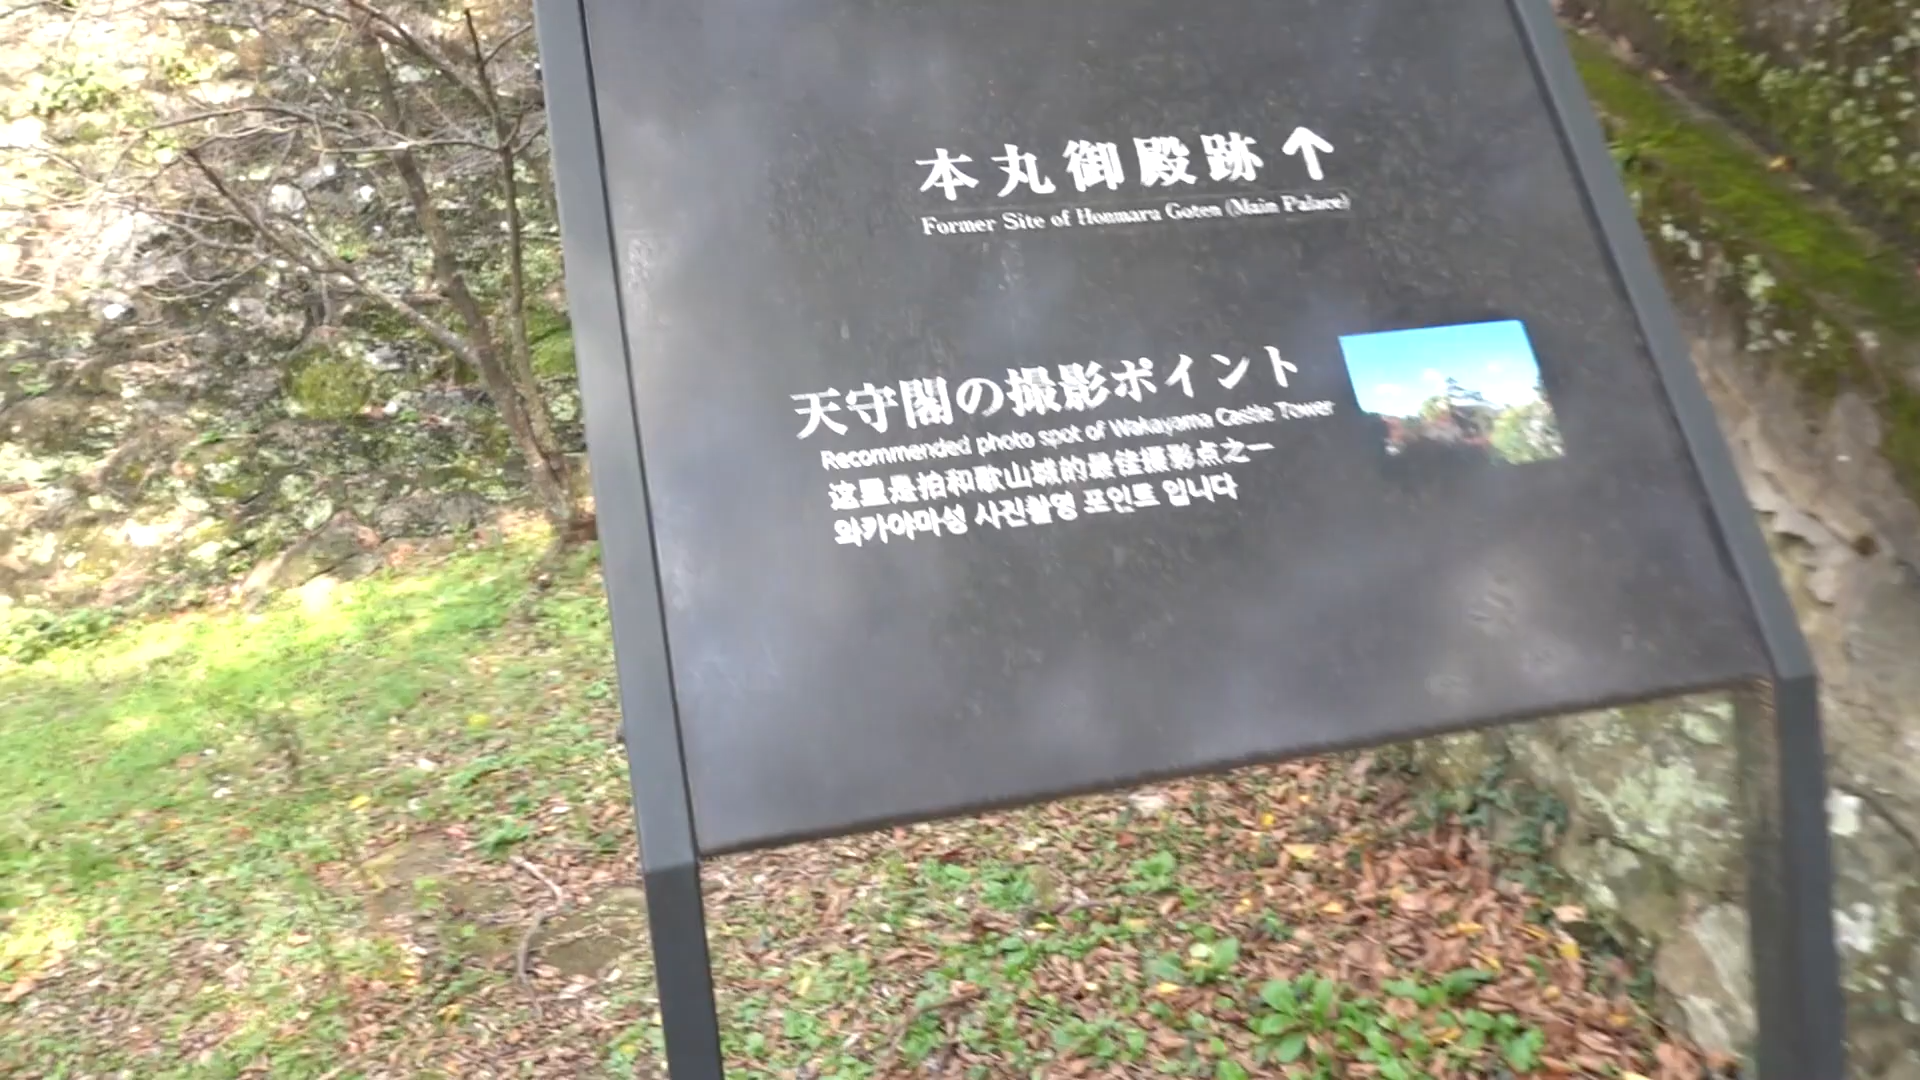 本丸御殿跡 ↑
Former Site of Honmaru Goten (Main Palace)
天守閣の撮影ポイント
Recommended photo spot of Wakayama Castle Tower
这里是拍和歌山城的最佳摄影点之一
와카야마성 사진촬영 포인트 입니다